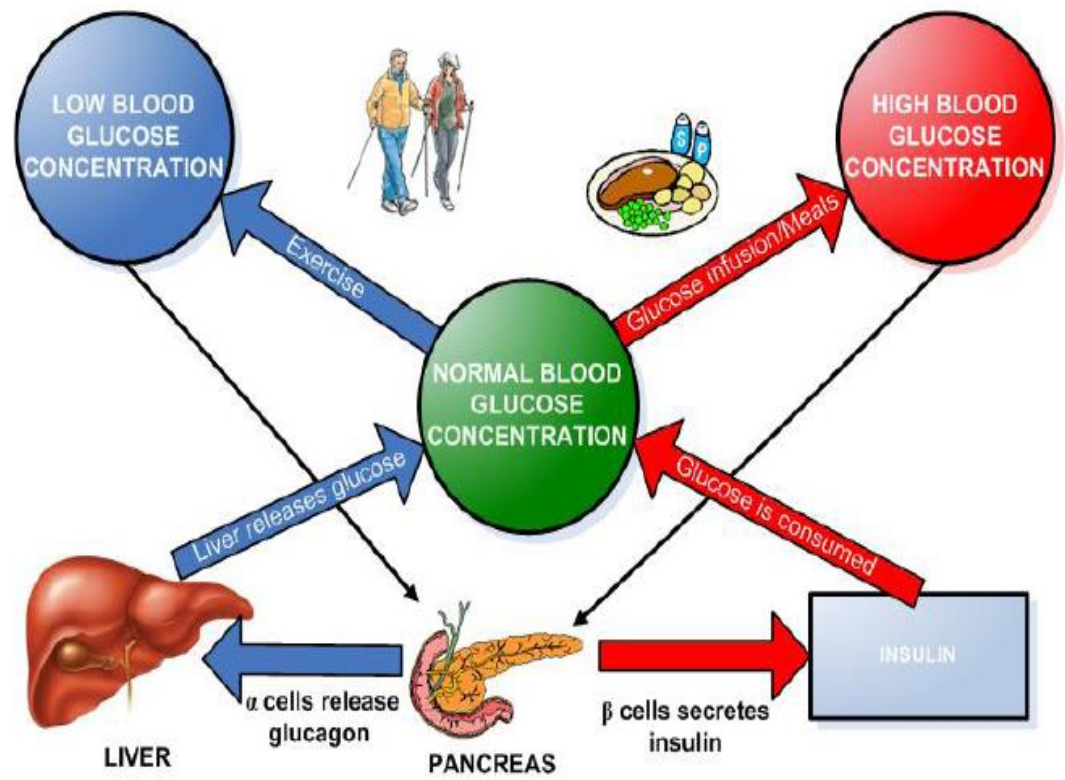 LOW BLOOD
GLUCOSE
CONCENTRATION
HIGH BLOOD
GLUCOSE
CONCENTRATION
S P
Exercise
Glucose infusion/Meals
NORMAL BLOOD
GLUCOSE
CONCENTRATION
Liver releases glucose
Glucose is consumed
INSULIN
α cells release
glucagon
β cells secretes
insulin
LIVER
PANCREAS